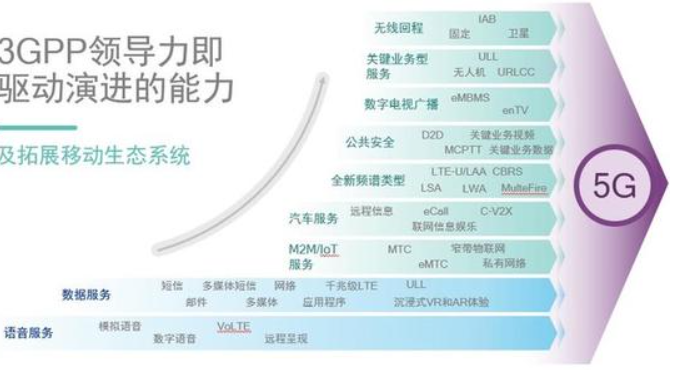 3GPP领导力即
驱动演进的能力
及拓展移动生态系统
无线回程
IAB
固定 卫星
关键业务型
服务
ULL
无人机 URLCC
数字电视广播
eMBMS
enTV
公共安全
D2D 关键业务视频
MCPTT 关键业务数据
全新频谱类型
LTE-U/LAA CBRS
LSA LWA MulteFire
汽车服务
远程信息 eCall C-V2X
联网信息娱乐
M2M/IoT
服务
MTC 窄带物联网
eMTC 私有网络
数据服务
短信 多媒体短信 网络 千兆级LTE ULL
邮件 多媒体 应用程序 沉浸式VR和AR体验
语音服务
模拟语音 VoLTE
数字语音 远程呈现
5G